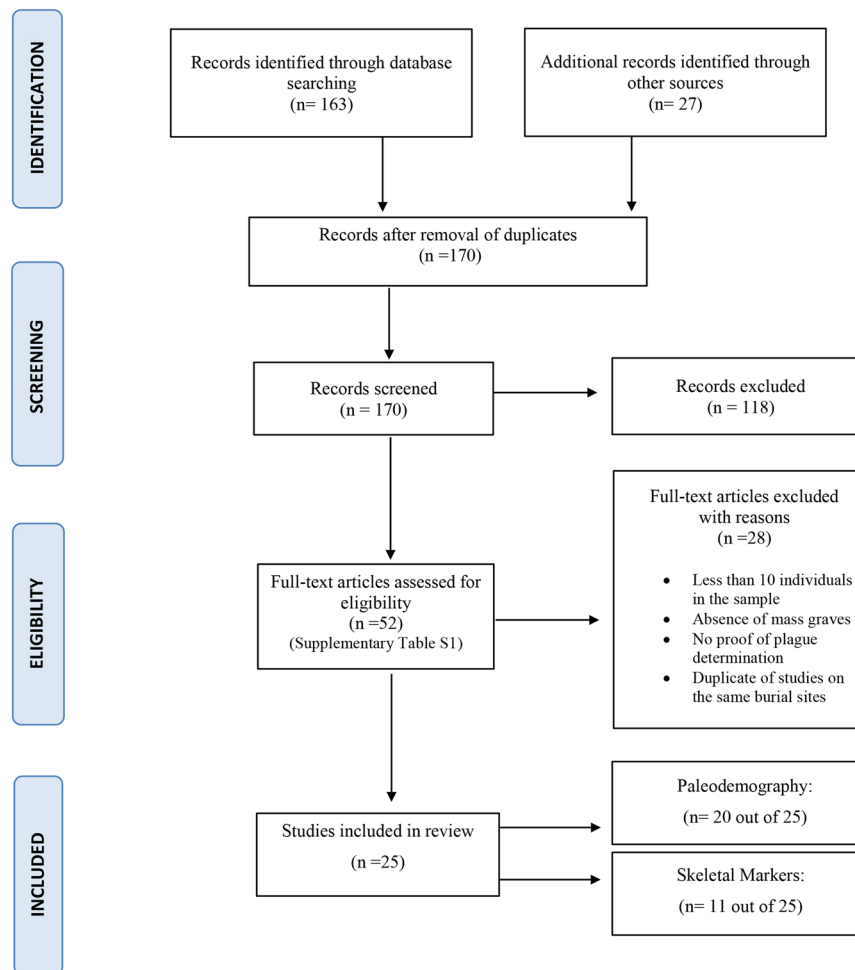 IDENTIFICATION
Records identified through database
searching
(n= 163)
Additional records identified through
other sources
(n= 27)
Records after removal of duplicates
(n =170)
SCREENING
Records screened
(n = 170)
Records excluded
(n = 118)
ELIGIBILITY
Full-text articles assessed for
eligibility
(n =52)
(Supplementary Table S1)
Full-text articles excluded
with reasons
(n =28)
• Less than 10 individuals
in the sample
• Absence of mass graves
• No proof of plague
determination
• Duplicate of studies on
the same burial sites
INCLUDED
Studies included in review
(n =25)
Paleodemography:
(n= 20 out of 25)
Skeletal Markers:
(n= 11 out of 25)